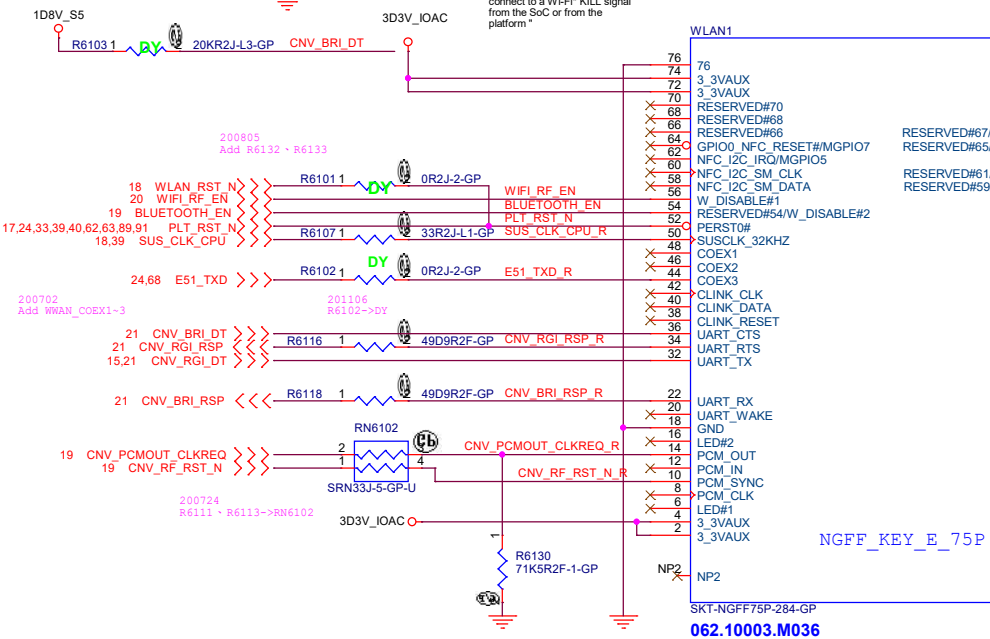 connect to a WI-FI" KILL signal
from the SoC or from the
platform "
1D8V_S5
3D3V_IOAC
R6103 1 DY 2 20KR2J-L3-GP CNV_BRI_DT
WLAN1
76 76
74 3_3VAUX
72 3_3VAUX
70 RESERVED#70
68 RESERVED#68
66 RESERVED#66 RESERVED#67/
64 GPIO0_NFC_RESET#/MGPIO7 RESERVED#65/
62 NFC_I2C_IRQ/MGPIO5
60 NFC_I2C_SM_CLK RESERVED#61/
58 NFC_I2C_SM_DATA RESERVED#59
56 W_DISABLE#1
54 RESERVED#54/W_DISABLE#2
52 PERST0#
50 SUSCLK_32KHZ
48 COEX1
46 COEX2
44 COEX3
42 CLINK_CLK
40 CLINK_DATA
38 CLINK_RESET
36 UART_CTS
34 UART_RTS
32 UART_TX
22 UART_RX
20 UART_WAKE
18 GND
16 LED#2
14 PCM_OUT
12 PCM_IN
10 PCM_SYNC
8 PCM_CLK
6 LED#1
4 3_3VAUX
2 3_3VAUX
NP2 NP2
NGFF_KEY_E_75P
SKT-NGFF75P-284-GP
062.10003.M036
200805
Add R6132、R6133
18 WLAN_RST_N R6101 1 DY 2 0R2J-2-GP
20 WIFI_RF_EN WIFI_RF_EN
19 BLUETOOTH_EN BLUETOOTH_EN
17,24,33,39,40,62,63,89,91 PLT_RST_N PLT_RST_N
18,39 SUS_CLK_CPU R6107 1 2 33R2J-L1-GP SUS_CLK_CPU_R
24,68 E51_TXD R6102 1 DY 2 0R2J-2-GP E51_TXD_R
200702
Add WWAN_COEX1~3
201106
R6102->DY
21 CNV_BRI_DT
21 CNV_RGI_RSP R6116 1 2 49D9R2F-GP CNV_RGI_RSP_R
15,21 CNV_RGI_DT
21 CNV_BRI_RSP R6118 1 2 49D9R2F-GP CNV_BRI_RSP_R
RN6102
19 CNV_PCMOUT_CLKREQ 2 CNV_PCMOUT_CLKREQ_R
19 CNV_RF_RST_N 1 4 CNV_RF_RST_N_R
SRN33J-5-GP-U
200724
R6111、R6113->RN6102
3D3V_IOAC
1
R6130
71K5R2F-1-GP